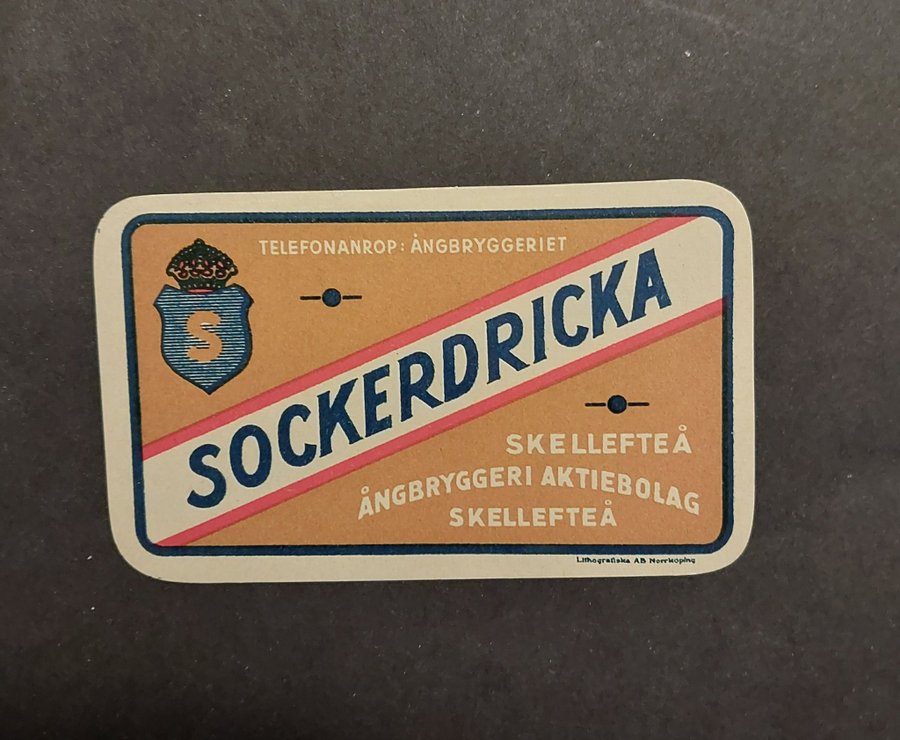 TELEFONANROP: ÅNGBRYGGERIET
S
SOCKERDRICKA
SKELLEFTEÅ
ÅNGBRYGGERI AKTIEBOLAG
SKELLEFTEÅ
Lithografiska AB Norrköping